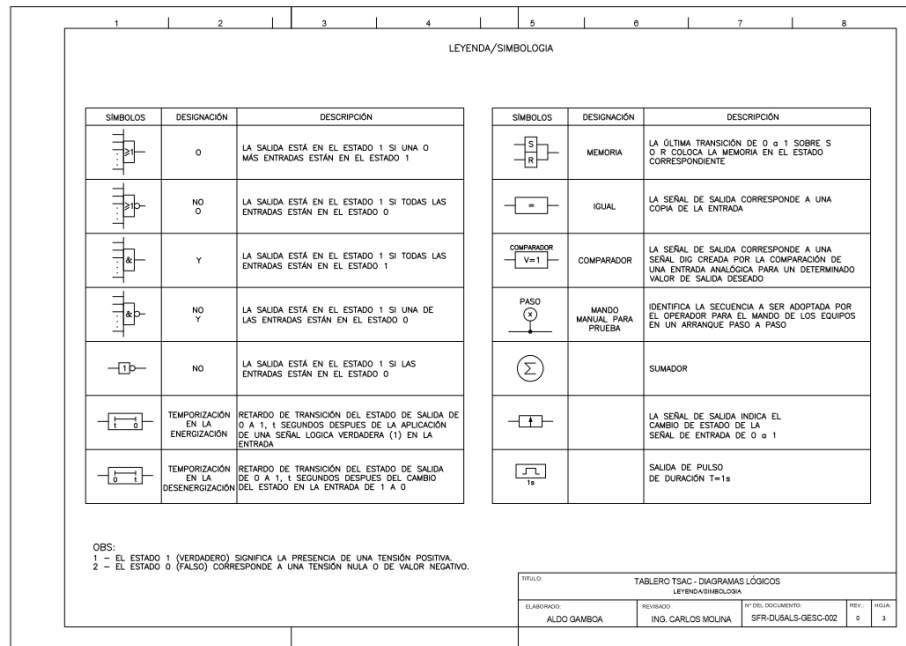 1 2 3 4 5 6 7 8
LEYENDA/SIMBOLOGIA
SÍMBOLOS DESIGNACIÓN DESCRIPCIÓN
≥1
O
LA SALIDA ESTÁ EN EL ESTADO 1 SI UNA O
MÁS ENTRADAS ESTÁN EN EL ESTADO 1
≥1
NO
O
LA SALIDA ESTÁ EN EL ESTADO 1 SI TODAS LAS
ENTRADAS ESTÁN EN EL ESTADO 0
&
Y
LA SALIDA ESTÁ EN EL ESTADO 1 SI TODAS LAS
ENTRADAS ESTÁN EN EL ESTADO 1
&
NO
Y
LA SALIDA ESTÁ EN EL ESTADO 1 SI UNA DE
LAS ENTRADAS ESTÁN EN EL ESTADO 0
1
NO
LA SALIDA ESTÁ EN EL ESTADO 1 SI LAS
ENTRADAS ESTÁN EN EL ESTADO 0
t 0
TEMPORIZACIÓN
EN LA
ENERGIZACIÓN
RETARDO DE TRANSICIÓN DEL ESTADO DE SALIDA DE
0 A 1, t SEGUNDOS DESPUES DE LA APLICACIÓN
DE UNA SEÑAL LOGICA VERDADERA (1) EN LA
ENTRADA
0 t
TEMPORIZACIÓN
EN LA
DESENERGIZACIÓN
RETARDO DE TRANSICIÓN DEL ESTADO DE SALIDA
DE 0 A 1, t SEGUNDOS DESPUES DEL CAMBIO
DEL ESTADO EN LA ENTRADA DE 1 A 0
SÍMBOLOS DESIGNACIÓN DESCRIPCIÓN
S
R
MEMORIA
LA ÚLTIMA TRANSICIÓN DE 0 a 1 SOBRE S
O R COLOCA LA MEMORIA EN EL ESTADO
CORRESPONDIENTE
=
IGUAL
LA SEÑAL DE SALIDA CORRESPONDE A UNA
COPIA DE LA ENTRADA
COMPARADOR
V=1
COMPARADOR
LA SEÑAL DE SALIDA CORRESPONDE A UNA
SEÑAL DIG CREADA POR LA COMPARACIÓN DE
UNA ENTRADA ANALÓGICA PARA UN DETERMINADO
VALOR DE SALIDA DESEADO
PASO
x
MANDO
MANUAL PARA
PRUEBA
IDENTIFICA LA SECUENCIA A SER ADOPTADA POR
EL OPERADOR PARA EL MANDO DE LOS EQUIPOS
EN UN ARRANQUE PASO A PASO
Σ
SUMADOR
LA SEÑAL DE SALIDA INDICA EL
CAMBIO DE ESTADO DE LA
SEÑAL DE ENTRADA DE 0 a 1
1s
SALIDA DE PULSO
DE DURACIÓN T=1s
OBS:
1 – EL ESTADO 1 (VERDADERO) SIGNIFICA LA PRESENCIA DE UNA TENSIÓN POSITIVA.
2 – EL ESTADO 0 (FALSO) CORRESPONDE A UNA TENSIÓN NULA O DE VALOR NEGATIVO.
TITULO:
TABLERO TSAC - DIAGRAMAS LÓGICOS
LEYENDA/SIMBOLOGIA
ELABORADO: REVISADO Nº DEL DOCUMENTO: REV.: HOJA:
ALDO GAMBOA ING. CARLOS MOLINA SFR-DU5ALS-GESC-002 0 3